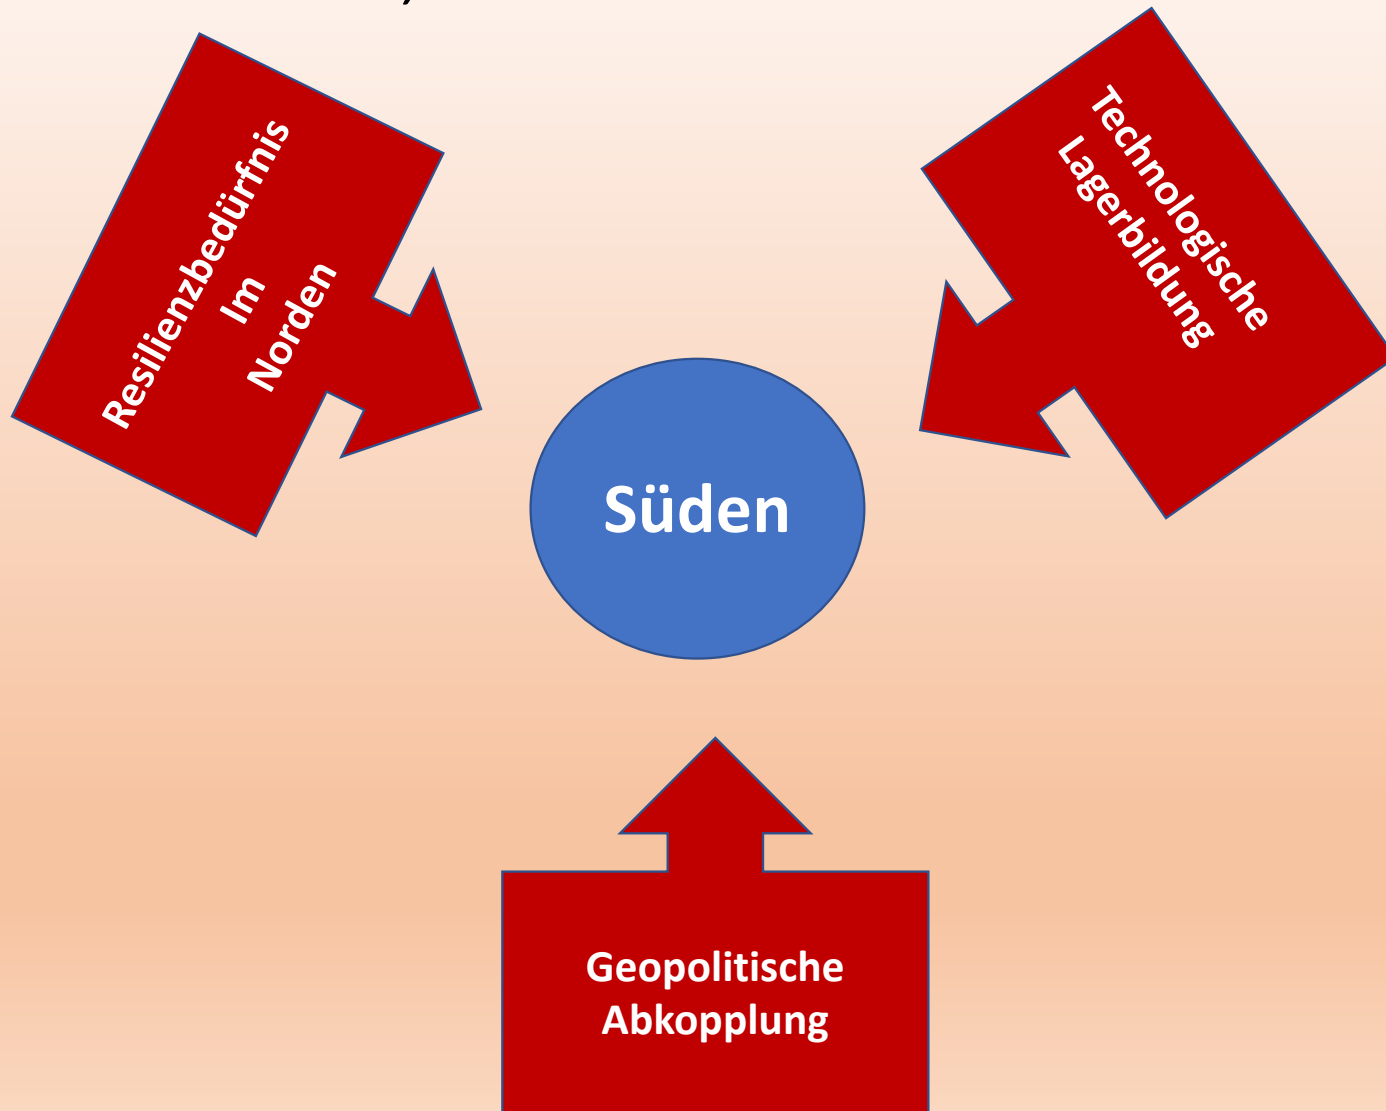 Resilienzbedürfnis
Im
Norden
Technologische
Lagerbildung
Süden
Geopolitische
Abkopplung